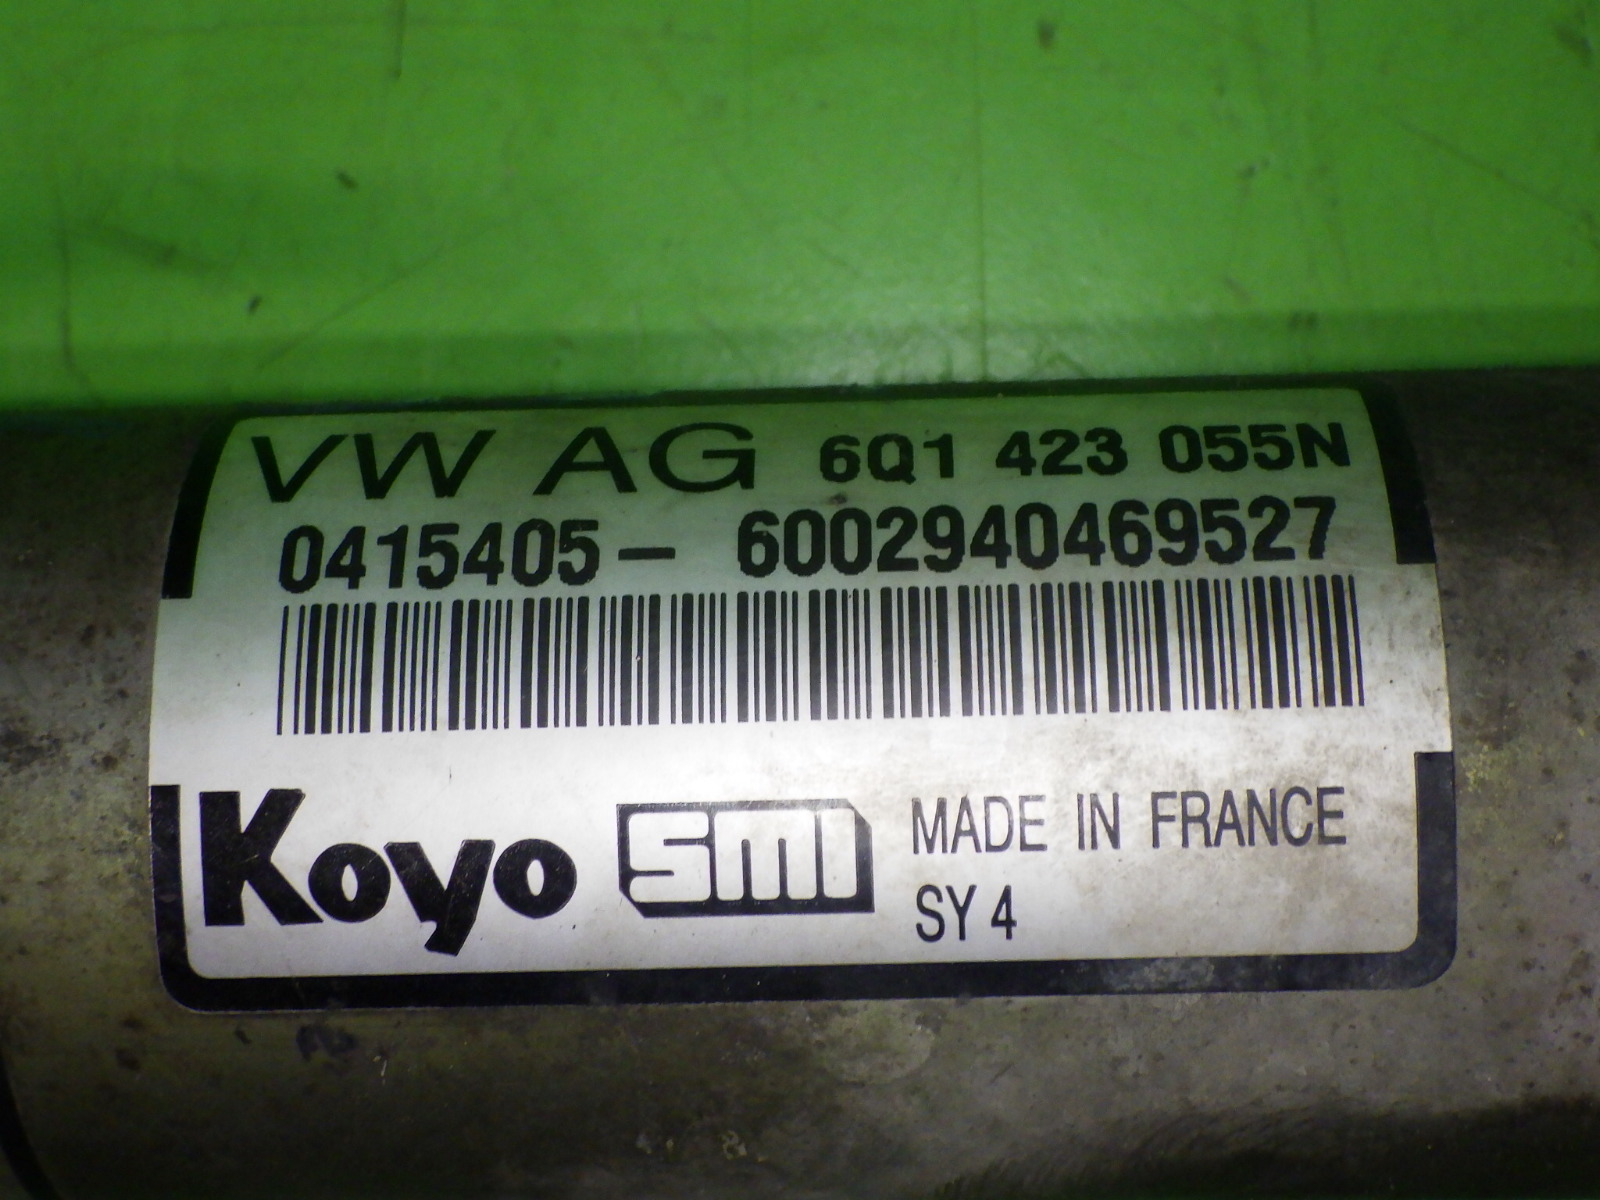 VW AG 6Q1 423 055N
0415405- 6002940469527
Koyo SMI MADE IN FRANCE
SY 4